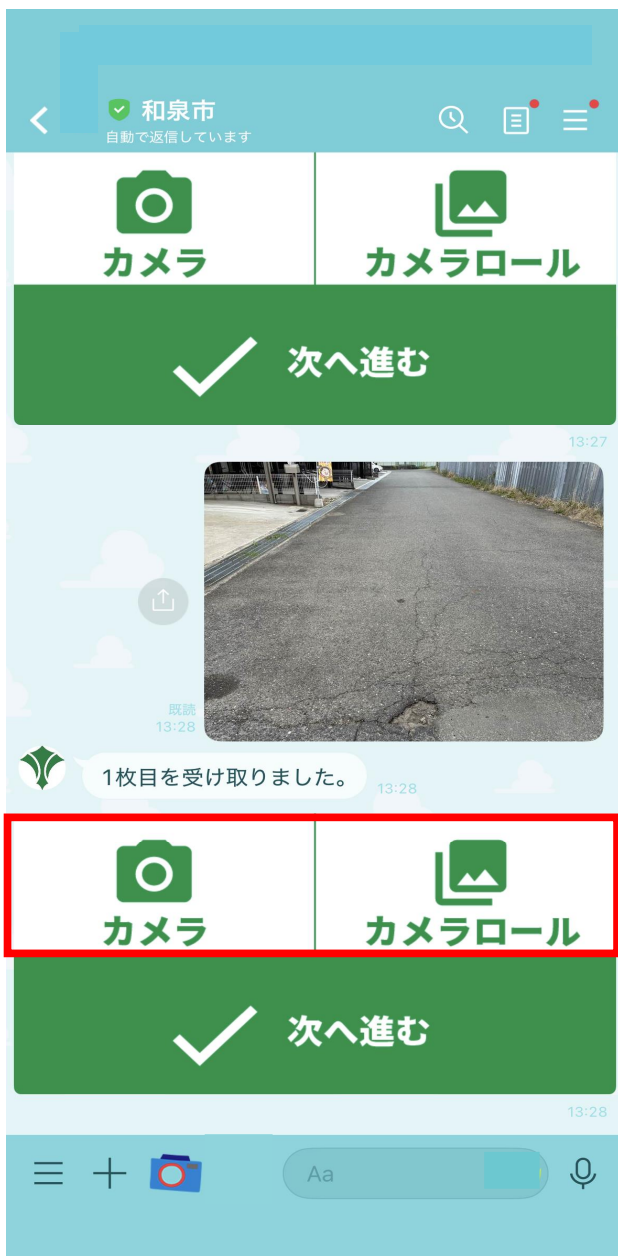 和泉市
自動で返信しています
カメラ
カメラロール
次へ進む
13:27
既読
13:28
1枚目を受け取りました。
13:28
カメラ
カメラロール
次へ進む
13:28
Aa